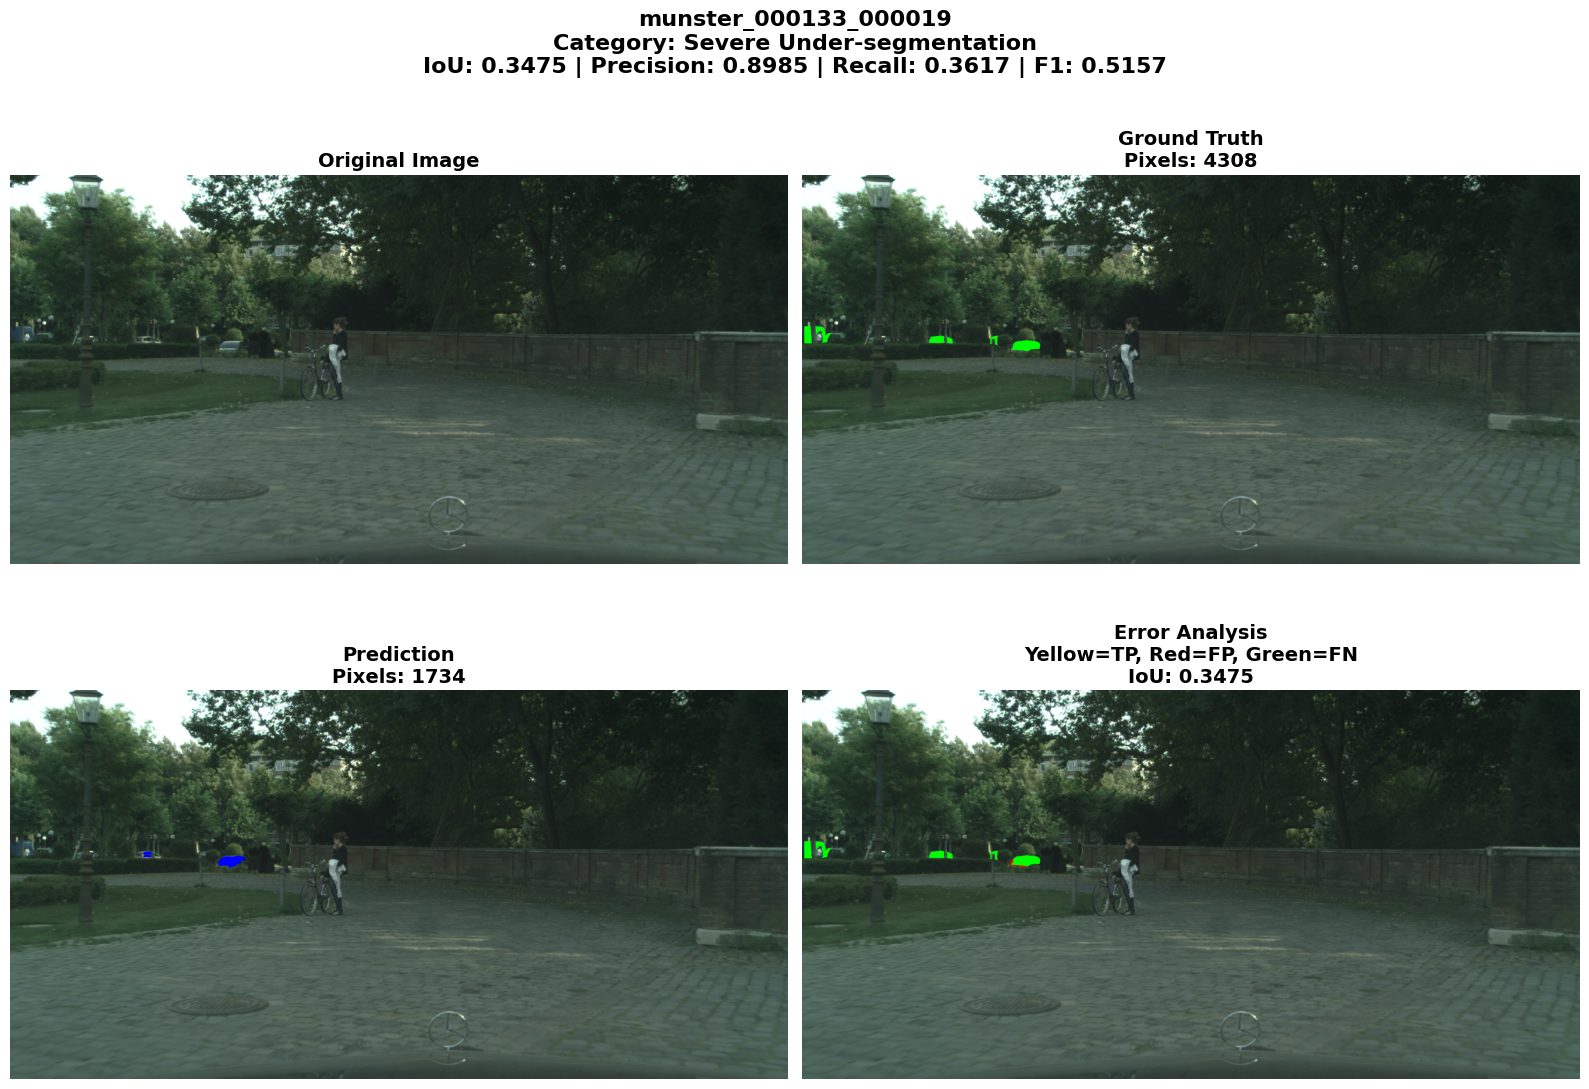 munster_000133_000019
Category: Severe Under-segmentation
IoU: 0.3475 | Precision: 0.8985 | Recall: 0.3617 | F1: 0.5157
Original Image
Ground Truth
Pixels: 4308
Prediction
Pixels: 1734
Error Analysis
Yellow=TP, Red=FP, Green=FN
IoU: 0.3475